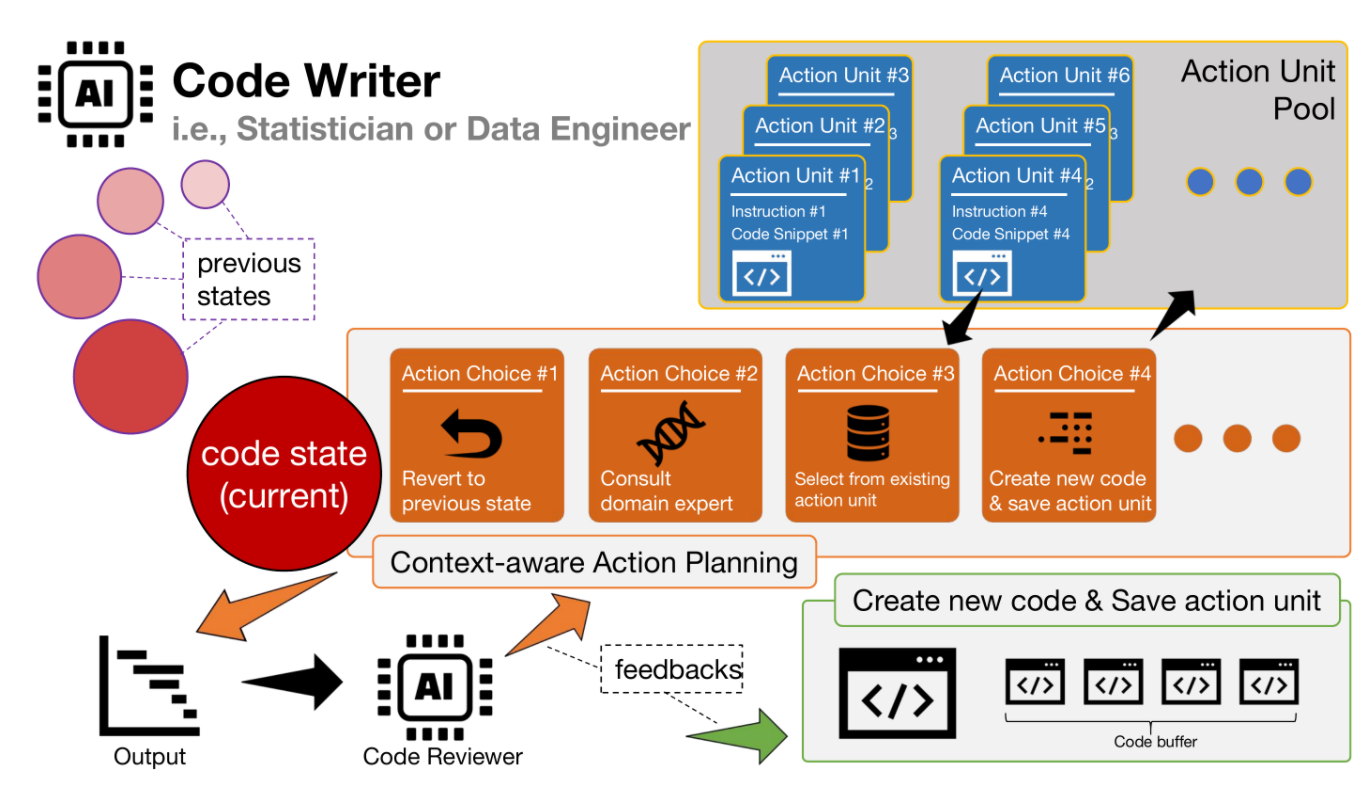 AI
Code Writer
i.e., Statistician or Data Engineer
previous
states
code state
(current)
Action Unit
Pool
Action Unit #3
3
Action Unit #2
2
Action Unit #1
Instruction #1
Code Snippet #1
</>
Action Unit #6
3
Action Unit #5
2
Action Unit #4
Instruction #4
Code Snippet #4
</>
Action Choice #1
Revert to
previous state
Action Choice #2
Consult
domain expert
Action Choice #3
Select from existing
action unit
Action Choice #4
Create new code
& save action unit
Context-aware Action Planning
Output
AI
Code Reviewer
feedbacks
Create new code & Save action unit
</>
</>
</>
</>
</>
Code buffer